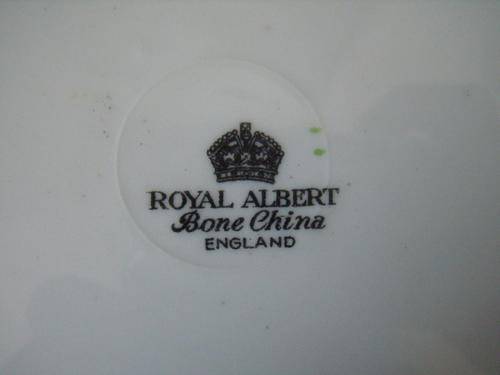 ROYAL ALBERT
Bone China
ENGLAND